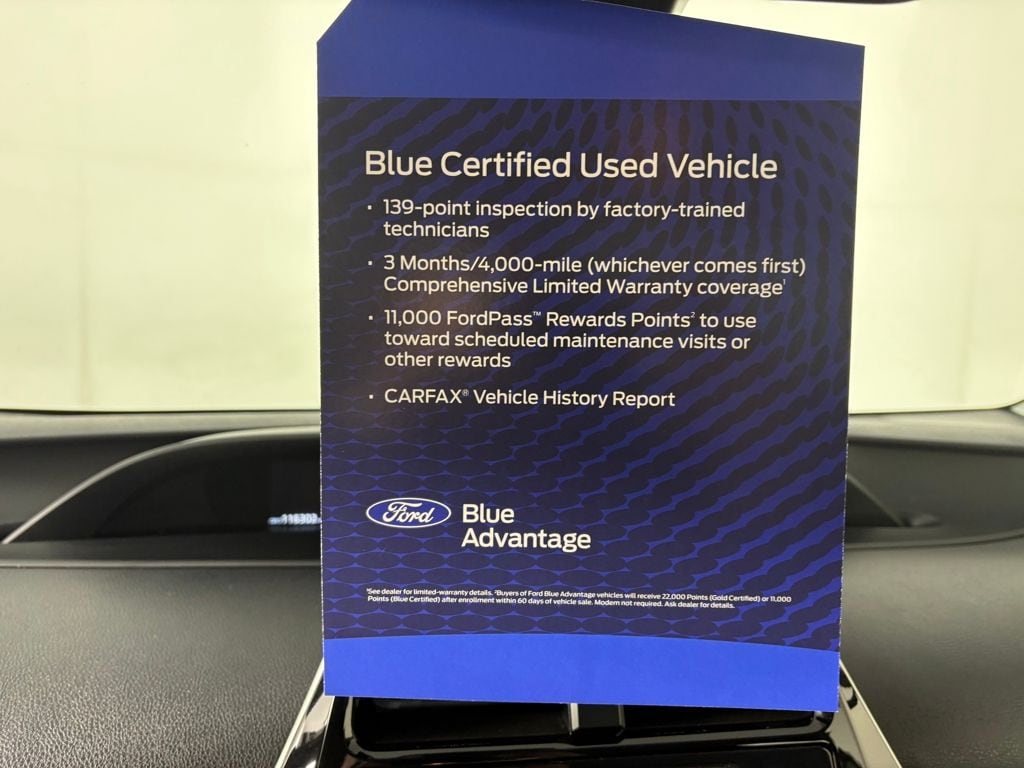 Blue Certified Used Vehicle
· 139-point inspection by factory-trained
technicians
· 3 Months/4,000-mile (whichever comes first)
Comprehensive Limited Warranty coverage¹
· 11,000 FordPass™ Rewards Points² to use
toward scheduled maintenance visits or
other rewards
· CARFAX® Vehicle History Report
Ford Blue
Advantage
¹See dealer for limited-warranty details. ²Buyers of Ford Blue Advantage vehicles will receive 22,000 Points (Gold Certified) or 11,000
Points (Blue Certified) after enrollment within 60 days of vehicle sale. Modem not required. Ask dealer for details.